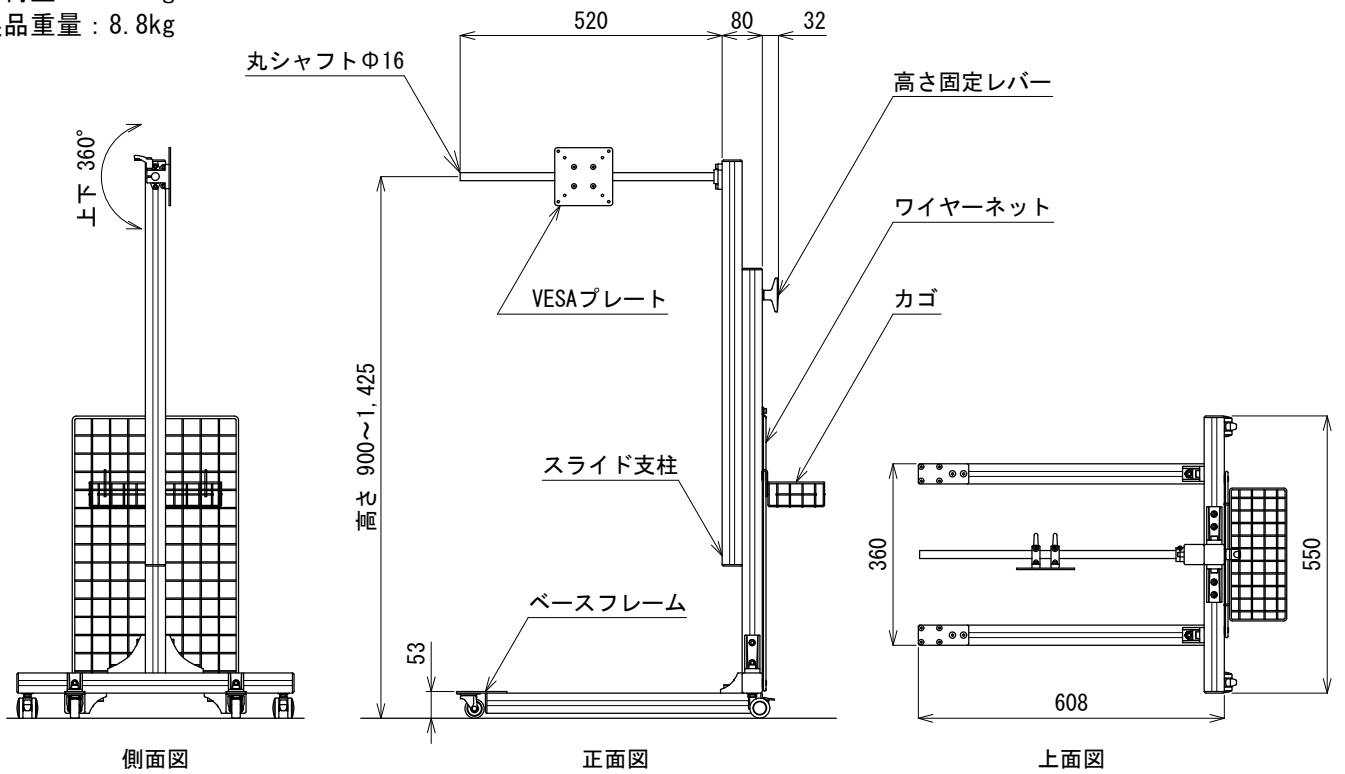 品重量：8.8kg
520
80
32
丸シャフトΦ16
高さ固定レバー
上下 360°
ワイヤーネット
VESAプレート
カゴ
高さ 900～1,425
スライド支柱
360
550
ベースフレーム
53
608
側面図
正面図
上面図